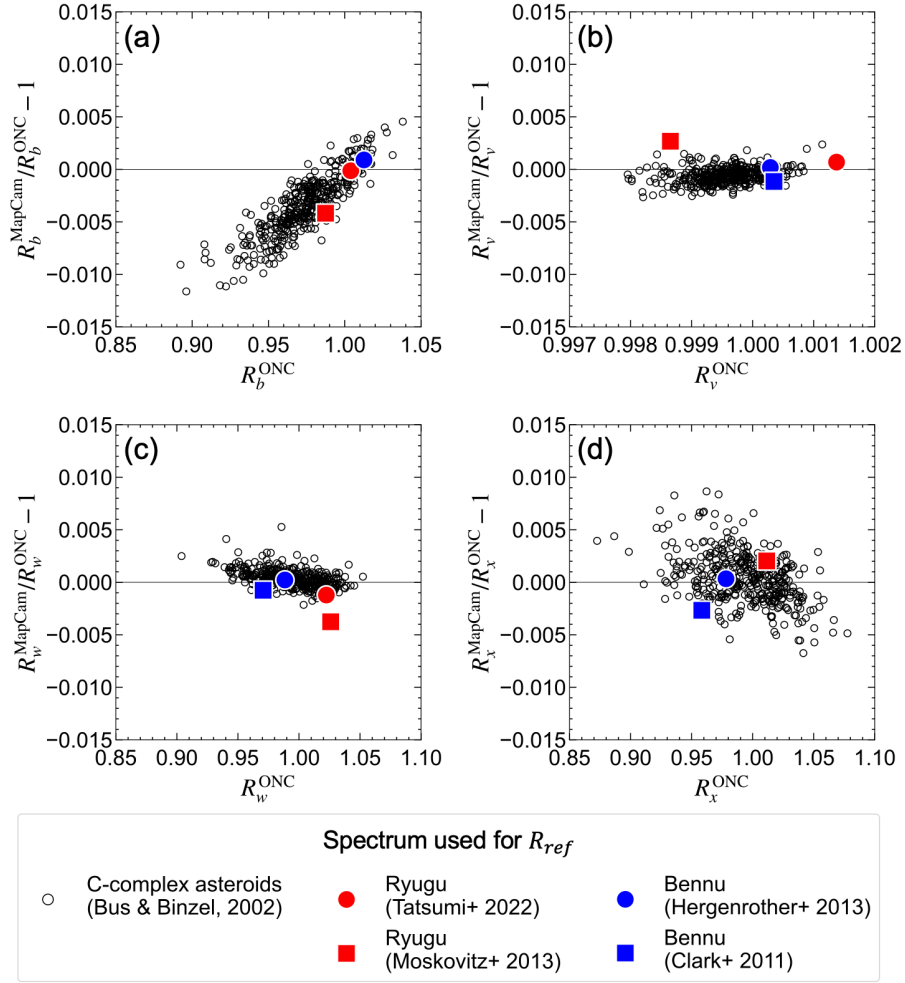 (a)
0.015
0.010
0.005
0.000
−0.005
−0.010
−0.015
0.85 0.90 0.95 1.00 1.05
R_b^MapCam/R_b^ONC − 1
R_b^ONC
(b)
0.015
0.010
0.005
0.000
−0.005
−0.010
−0.015
0.997 0.998 0.999 1.000 1.001 1.002
R_v^MapCam/R_v^ONC − 1
R_v^ONC
(c)
0.015
0.010
0.005
0.000
−0.005
−0.010
−0.015
0.85 0.90 0.95 1.00 1.05 1.10
R_w^MapCam/R_w^ONC − 1
R_w^ONC
(d)
0.015
0.010
0.005
0.000
−0.005
−0.010
−0.015
0.85 0.90 0.95 1.00 1.05 1.10
R_x^MapCam/R_x^ONC − 1
R_x^ONC
Spectrum used for R_ref
C-complex asteroids
(Bus & Binzel, 2002)
Ryugu
(Tatsumi+ 2022)
Ryugu
(Moskovitz+ 2013)
Bennu
(Hergenrother+ 2013)
Bennu
(Clark+ 2011)